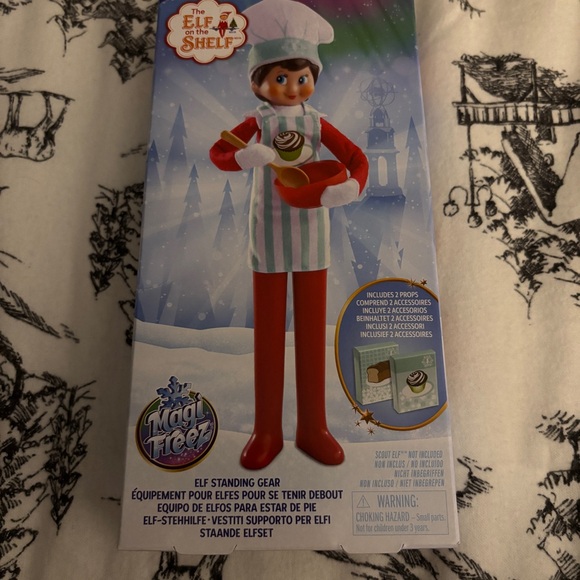 The
ELF
on the
SHELF
INCLUDES 2 PROPS
COMPREND 2 ACCESSOIRES
INCLUYE 2 ACCESORIOS
BEINHALTET 2 ACCESSOIRES
INCLUSI 2 ACCESSORI
INCLUSIEF 2 ACCESSOIRES
Magi
Freez
SCOUT ELF™ NOT INCLUDED
NON INCLUS / NO INCLUIDO
NICHT INBEGRIFFEN
NON INCLUSO / NIET INBEGREPEN
ELF STANDING GEAR
ÉQUIPEMENT POUR ELFES POUR SE TENIR DEBOUT
EQUIPO DE ELFOS PARA ESTAR DE PIE
ELF-STEHHILFE • VESTITI SUPPORTO PER ELFI
STAANDE ELFSET
⚠ WARNING:
CHOKING HAZARD – Small parts.
Not for children under 3 years.